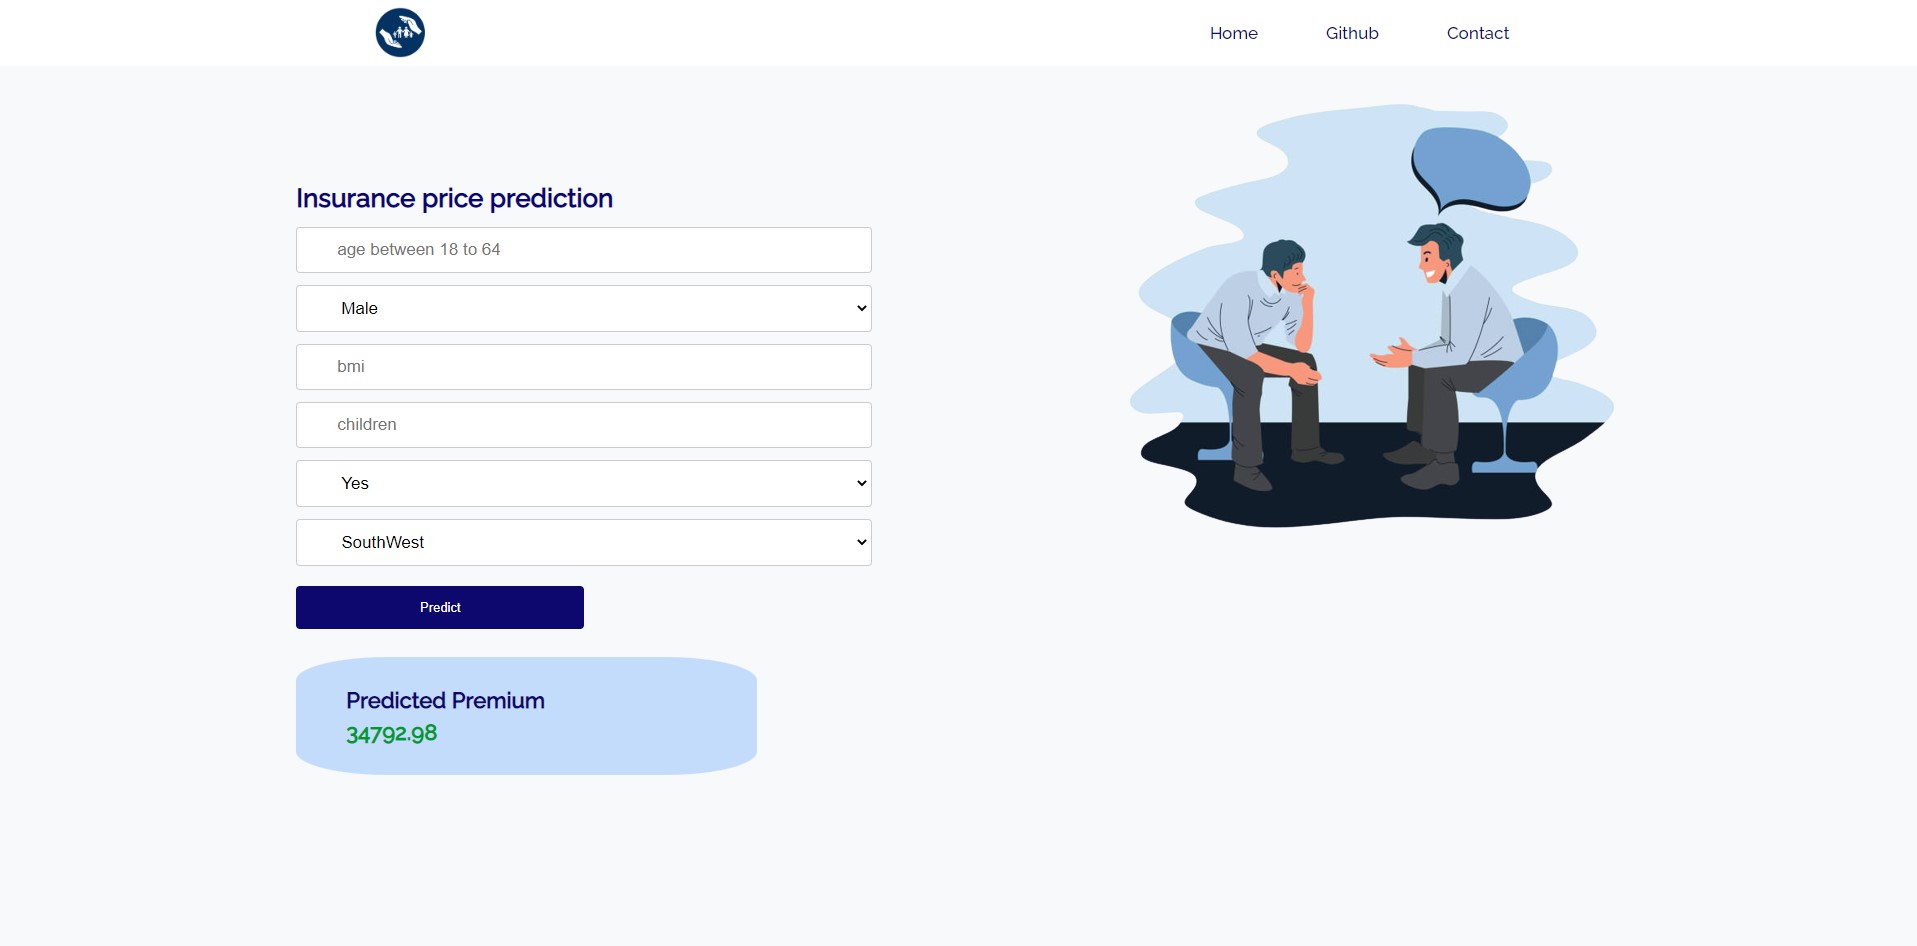 Home
Github
Contact
Insurance price prediction
age between 18 to 64
Male
bmi
children
Yes
SouthWest
Predict
Predicted Premium
34792.98